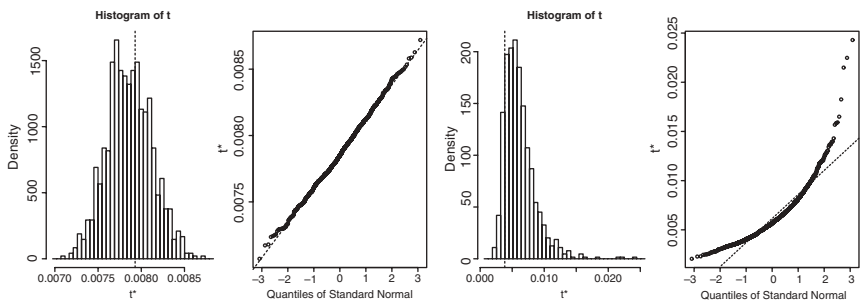 Histogram of t
Density
0
500
1000
1500
0.0070 0.0075 0.0080 0.0085
t*
t*
0.0075
0.0080
0.0085
−3 −2 −1 0 1 2 3
Quantiles of Standard Normal
Histogram of t
Density
0
50
100
150
200
0.000 0.010 0.020
t*
t*
0.005
0.010
0.015
0.020
0.025
−3 −2 −1 0 1 2 3
Quantiles of Standard Normal